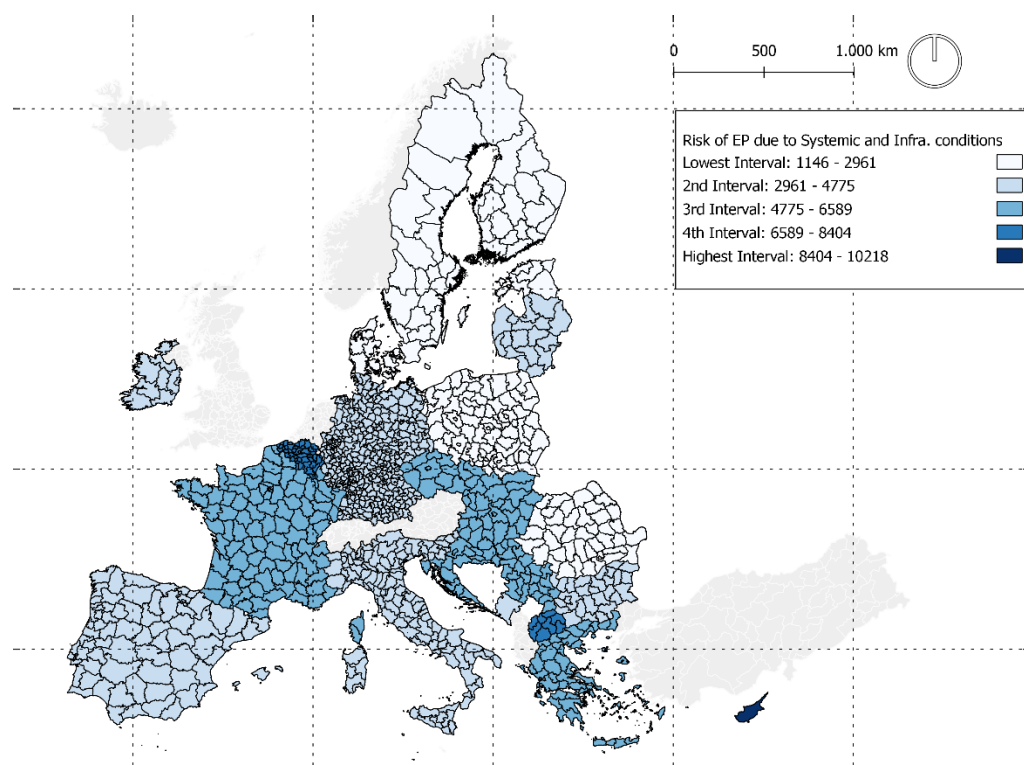 0 500 1.000 km
Risk of EP due to Systemic and Infra. conditions
Lowest Interval: 1146 - 2961
2nd Interval: 2961 - 4775
3rd Interval: 4775 - 6589
4th Interval: 6589 - 8404
Highest Interval: 8404 - 10218